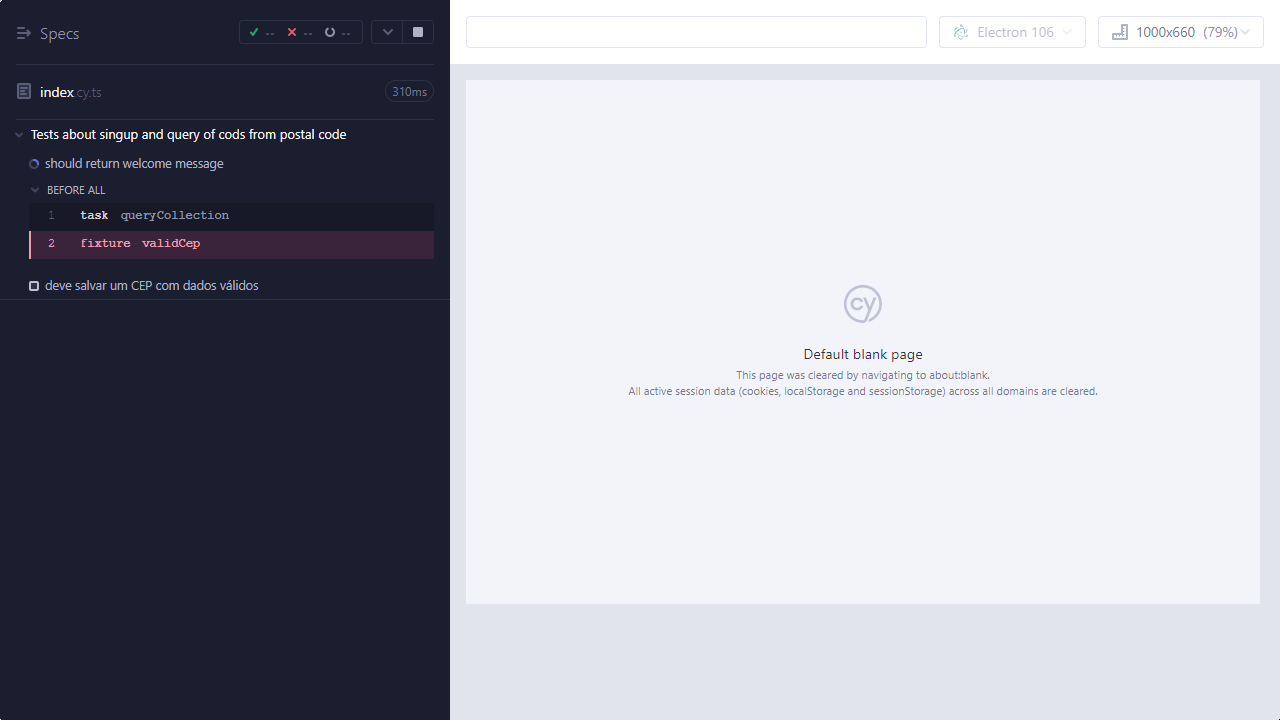 Specs
-- -- --
index.cy.ts
310ms
Tests about singup and query of cods from postal code
should return welcome message
BEFORE ALL
1 task queryCollection
2 fixture validCep
deve salvar um CEP com dados válidos
Electron 106
1000x660 (79%)
cy
Default blank page
This page was cleared by navigating to about:blank.
All active session data (cookies, localStorage and sessionStorage) across all domains are cleared.